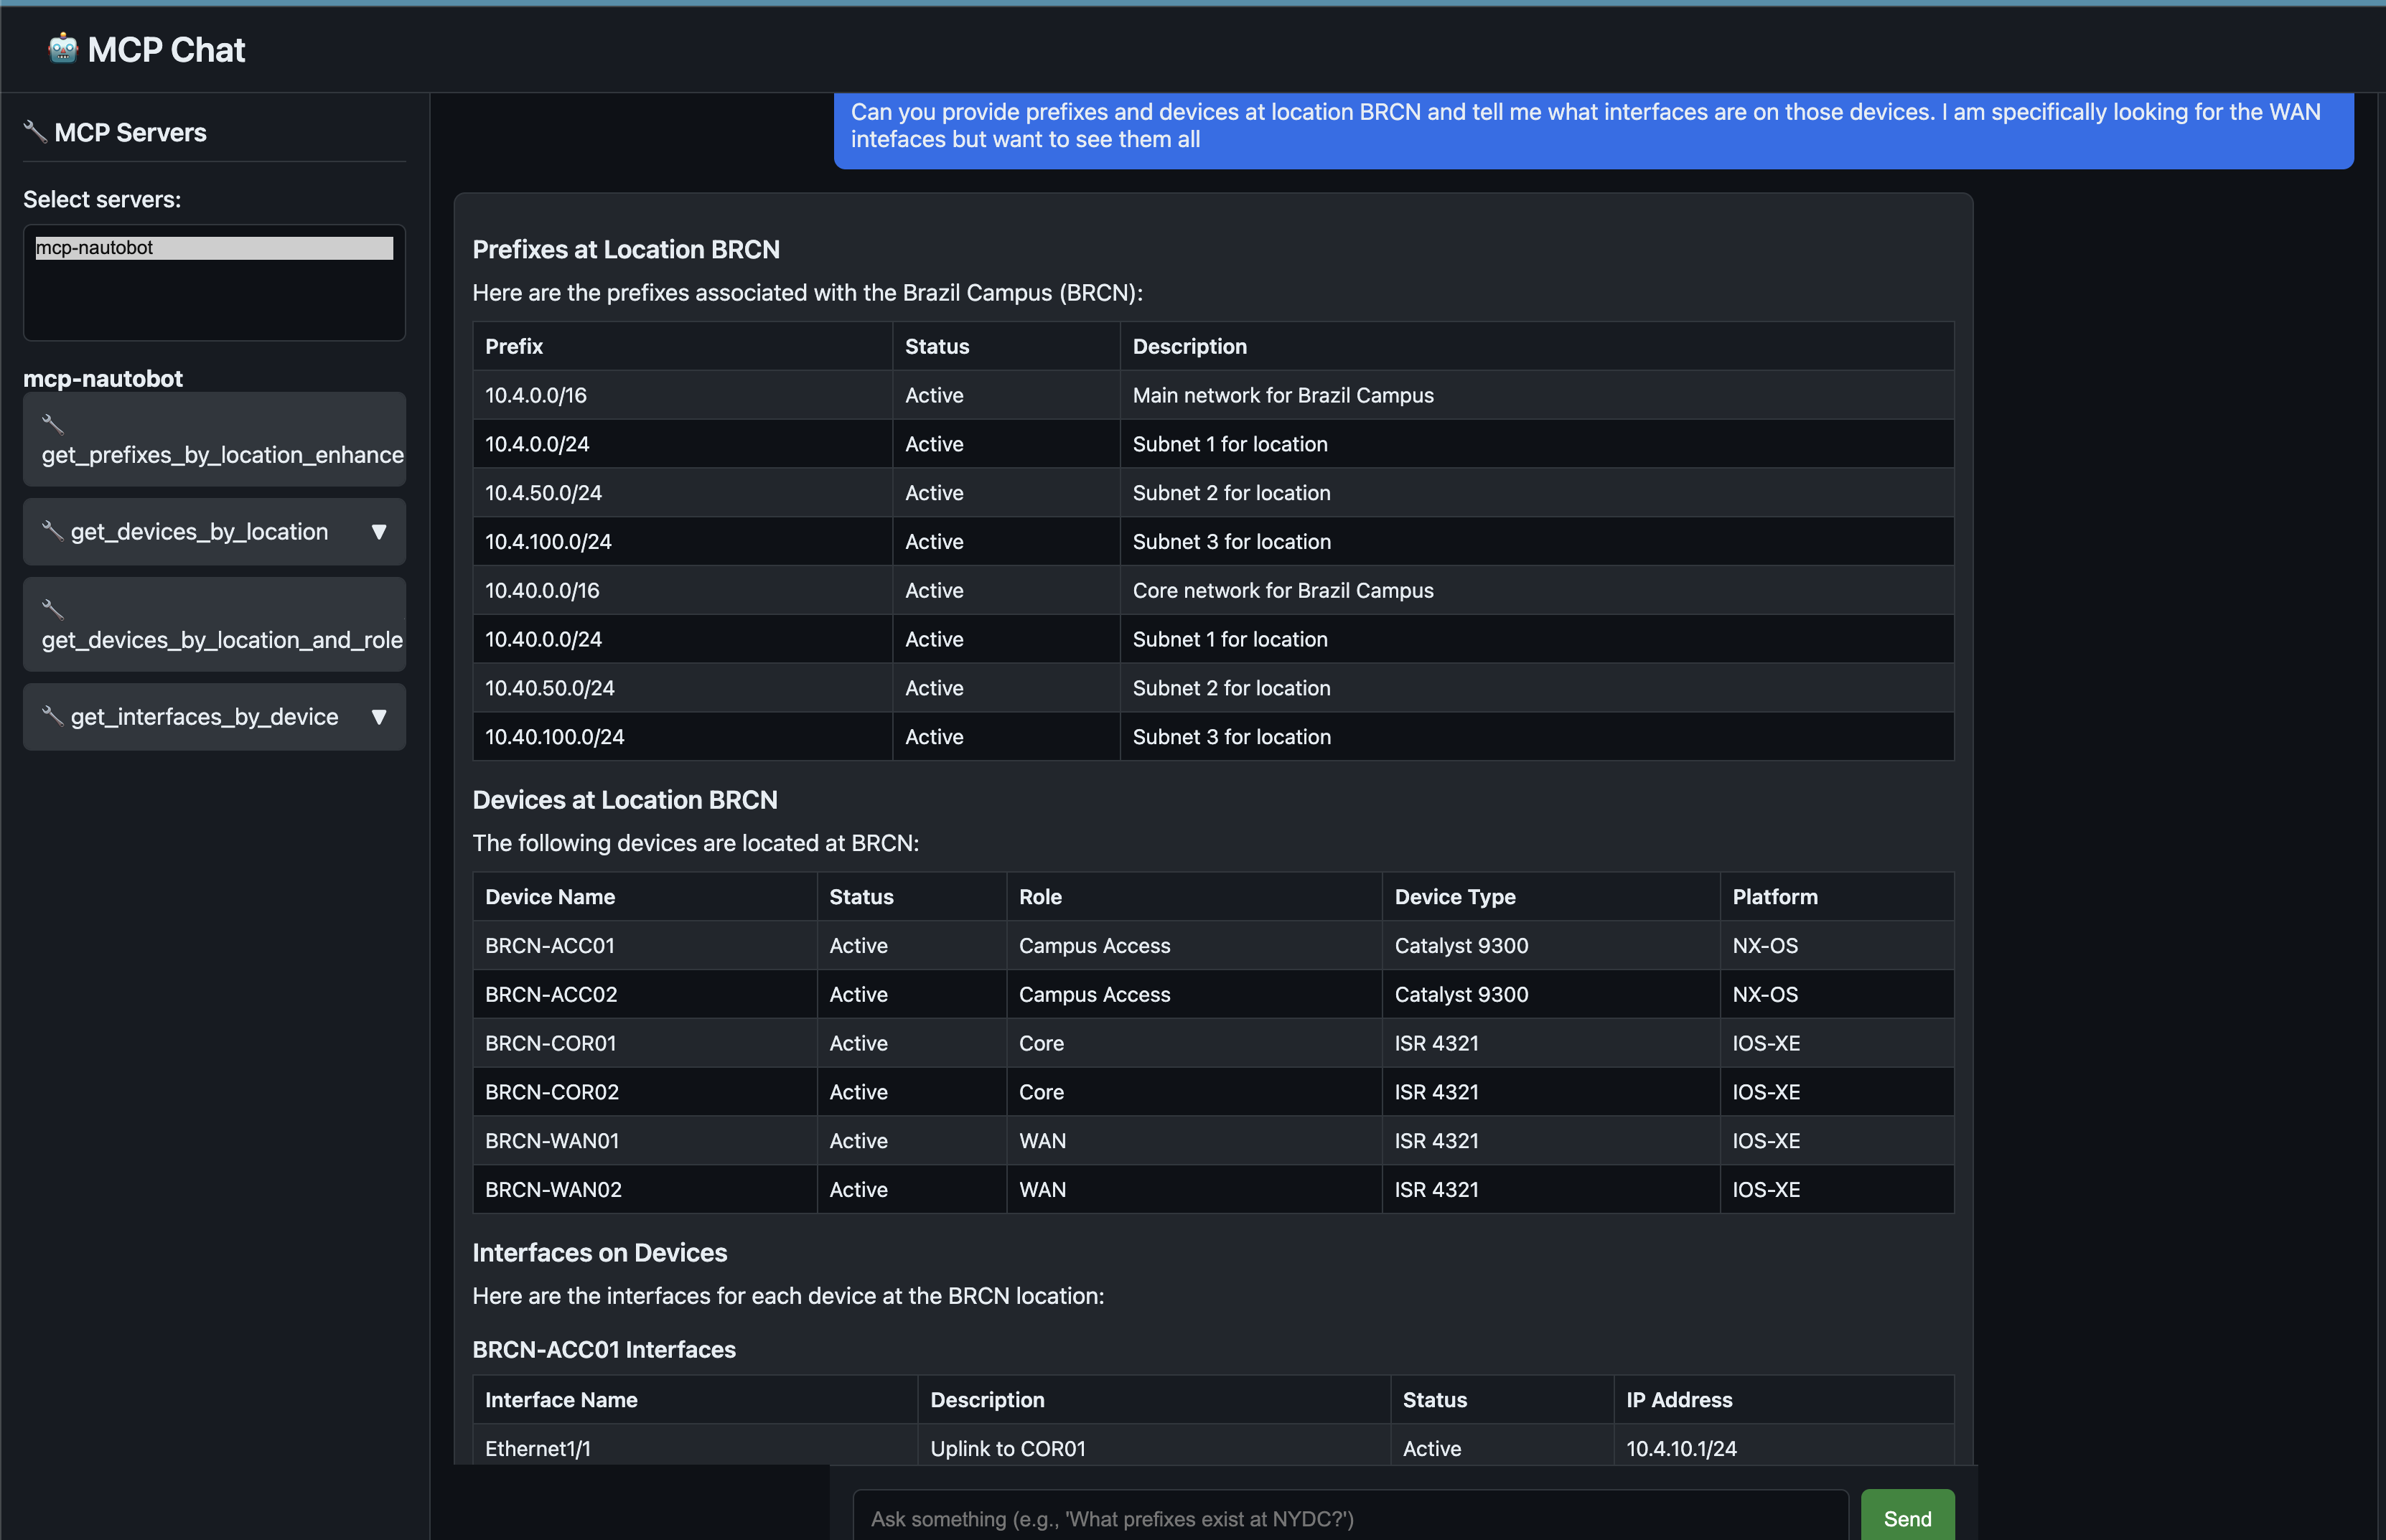 🤖 MCP Chat
🔧 MCP Servers
Select servers:
mcp-nautobot
mcp-nautobot
🔧
get_prefixes_by_location_enhance
🔧 get_devices_by_location ▼
🔧
get_devices_by_location_and_role
🔧 get_interfaces_by_device ▼
Can you provide prefixes and devices at location BRCN and tell me what interfaces are on those devices. I am specifically looking for the WAN
intefaces but want to see them all
Prefixes at Location BRCN
Here are the prefixes associated with the Brazil Campus (BRCN):
Prefix Status Description
10.4.0.0/16 Active Main network for Brazil Campus
10.4.0.0/24 Active Subnet 1 for location
10.4.50.0/24 Active Subnet 2 for location
10.4.100.0/24 Active Subnet 3 for location
10.40.0.0/16 Active Core network for Brazil Campus
10.40.0.0/24 Active Subnet 1 for location
10.40.50.0/24 Active Subnet 2 for location
10.40.100.0/24 Active Subnet 3 for location
Devices at Location BRCN
The following devices are located at BRCN:
Device Name Status Role Device Type Platform
BRCN-ACC01 Active Campus Access Catalyst 9300 NX-OS
BRCN-ACC02 Active Campus Access Catalyst 9300 NX-OS
BRCN-COR01 Active Core ISR 4321 IOS-XE
BRCN-COR02 Active Core ISR 4321 IOS-XE
BRCN-WAN01 Active WAN ISR 4321 IOS-XE
BRCN-WAN02 Active WAN ISR 4321 IOS-XE
Interfaces on Devices
Here are the interfaces for each device at the BRCN location:
BRCN-ACC01 Interfaces
Interface Name Description Status IP Address
Ethernet1/1 Uplink to COR01 Active 10.4.10.1/24
Ask something (e.g., 'What prefixes exist at NYDC?')
Send